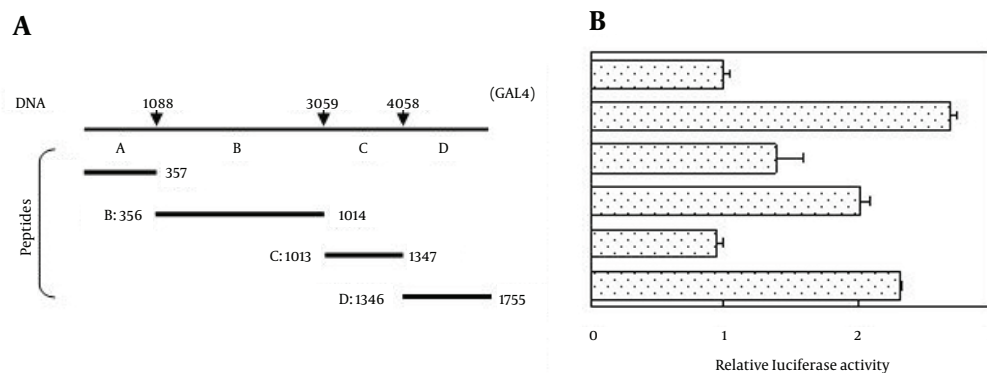 A
DNA
1088
3059
4058
(GAL4)
A
B
C
D
Peptides
357
B: 356
1014
C: 1013
1347
D: 1346
1755
B
0
1
2
Relative luciferase activity